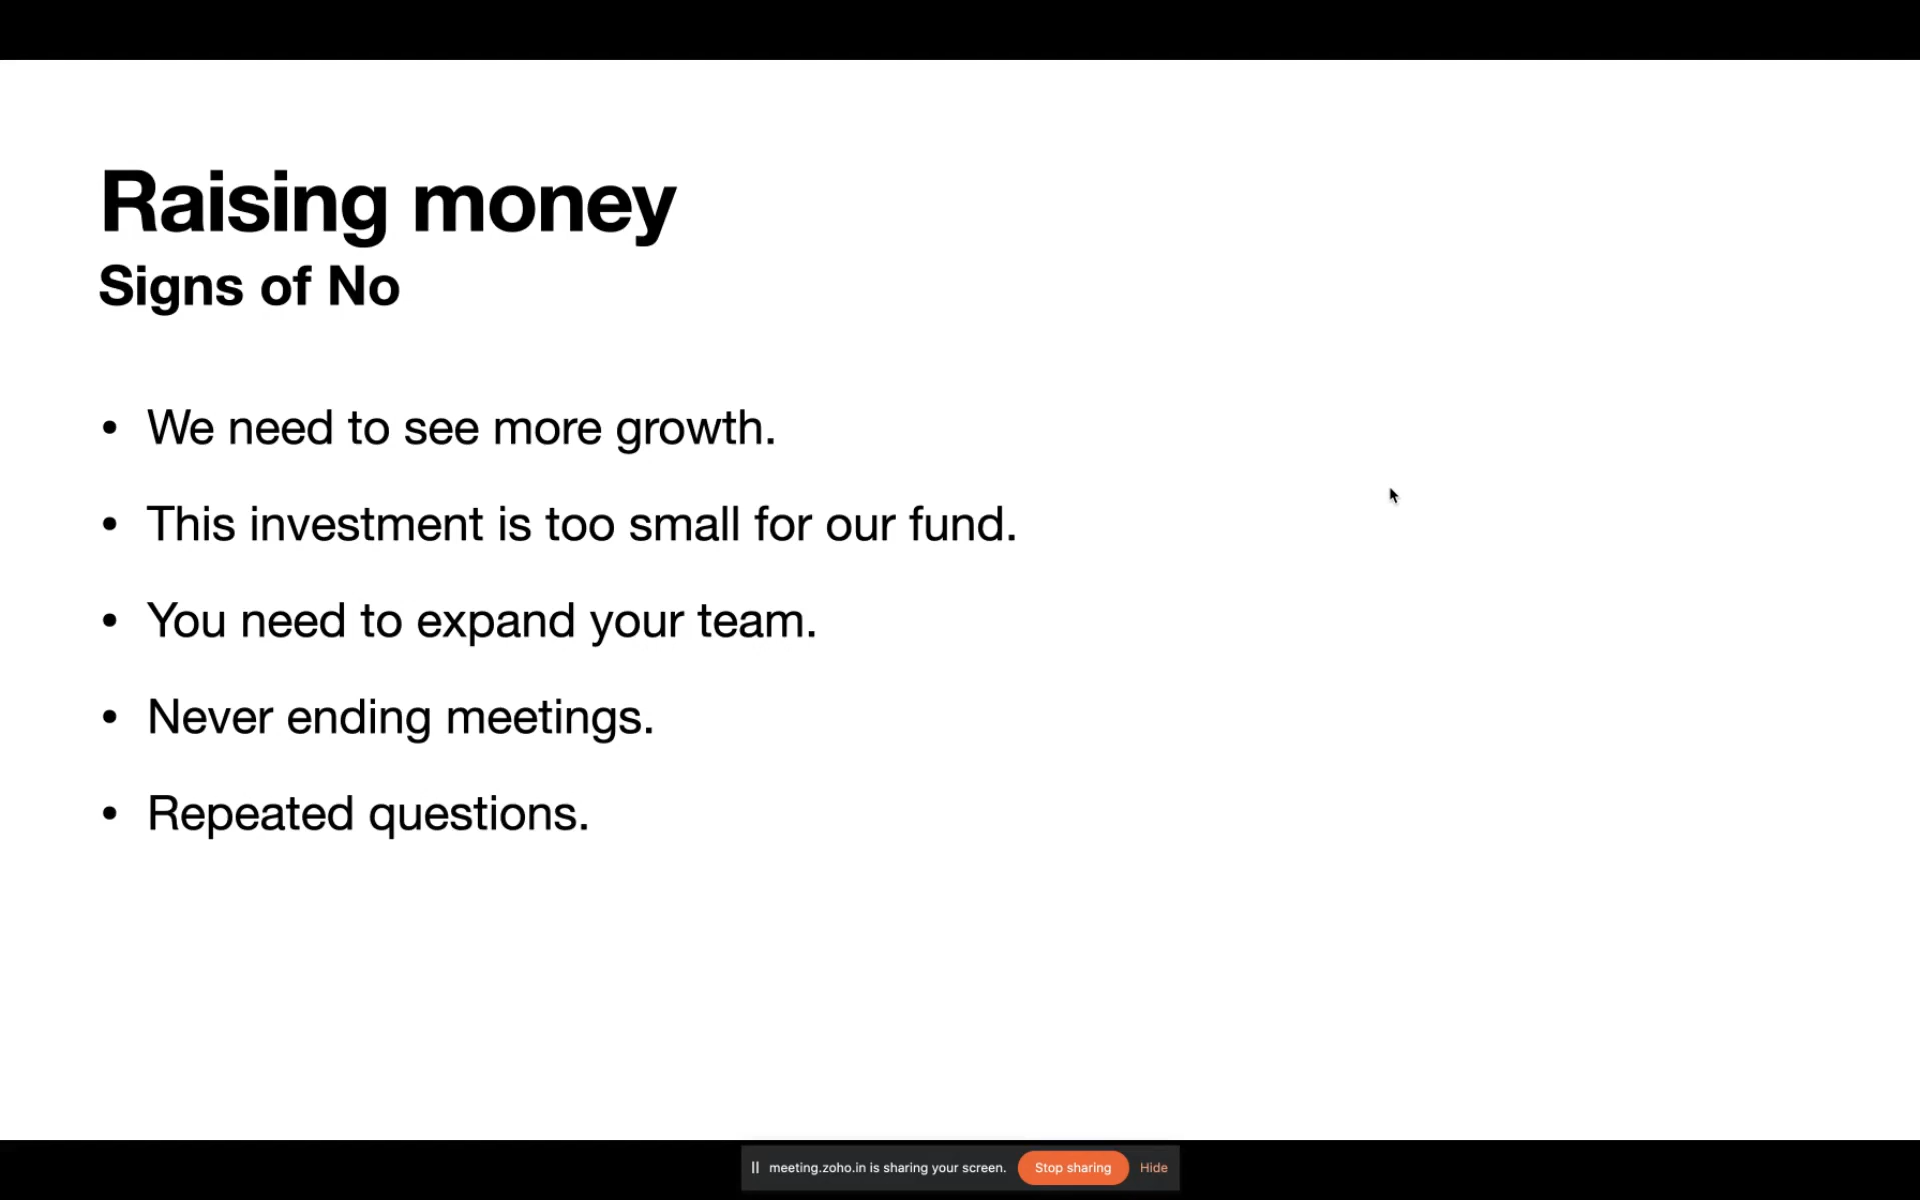 Raising money
Signs of No
• We need to see more growth.
• This investment is too small for our fund.
• You need to expand your team.
• Never ending meetings.
• Repeated questions.
meeting.zoho.in is sharing your screen. Stop sharing Hide